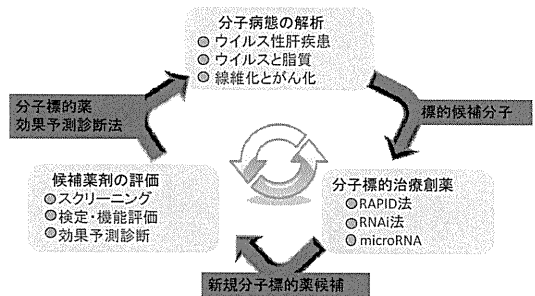 分子病態の解析
ウイルス性肝疾患
ウイルスと脂質
線維化とがん化
分子標的薬
効果予測診断法
標的候補分子
候補薬剤の評価
スクリーニング
検定・機能評価
効果予測診断
分子標的治療創薬
RAPID法
RNAi法
microRNA
新規分子標的薬候補